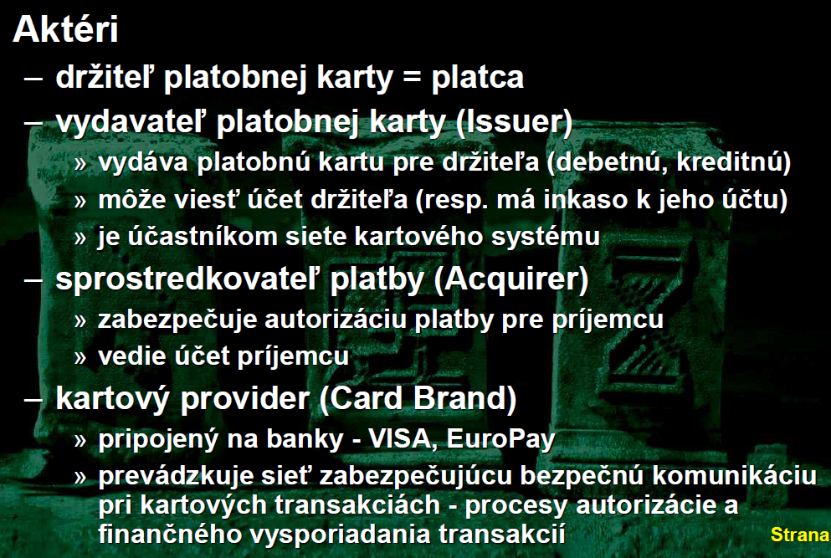 Aktéri
– držiteľ platobnej karty = platca
– vydavateľ platobnej karty (Issuer)
» vydáva platobnú kartu pre držiteľa (debetnú, kreditnú)
» môže viesť účet držiteľa (resp. má inkaso k jeho účtu)
» je účastníkom siete kartového systému
– sprostredkovateľ platby (Acquirer)
» zabezpečuje autorizáciu platby pre príjemcu
» vedie účet príjemcu
– kartový provider (Card Brand)
» pripojený na banky - VISA, EuroPay
» prevádzkuje sieť zabezpečujúcu bezpečnú komunikáciu
pri kartových transakciách - procesy autorizácie a
finančného vysporiadania transakcií
Strana